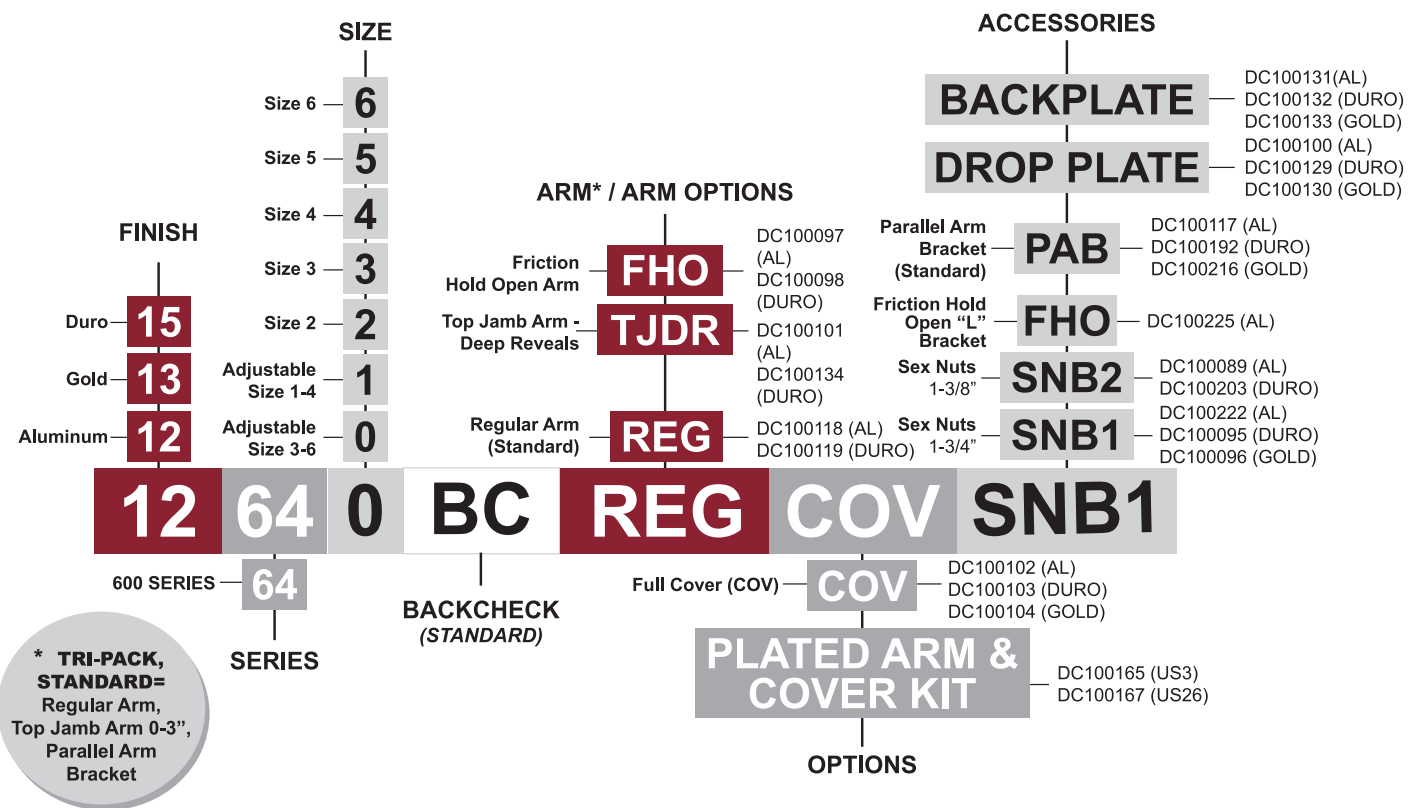 FINISH
Duro
15
Gold
13
Aluminum
12
SIZE
Size 6
6
Size 5
5
Size 4
4
Size 3
3
Size 2
2
Adjustable
Size 1-4
1
Adjustable
Size 3-6
0
ARM* / ARM OPTIONS
Friction
Hold Open Arm
FHO
DC100097
(AL)
DC100098
(DURO)
Top Jamb Arm -
Deep Reveals
TJDR
DC100101
(AL)
DC100134
(DURO)
Regular Arm
(Standard)
REG
DC100118 (AL)
DC100119 (DURO)
ACCESSORIES
BACKPLATE
DC100131(AL)
DC100132 (DURO)
DC100133 (GOLD)
DROP PLATE
DC100100 (AL)
DC100129 (DURO)
DC100130 (GOLD)
Parallel Arm
Bracket
(Standard)
PAB
DC100117 (AL)
DC100192 (DURO)
DC100216 (GOLD)
Friction Hold
Open “L”
Bracket
FHO
DC100225 (AL)
Sex Nuts
1-3/8”
SNB2
DC100089 (AL)
DC100203 (DURO)
Sex Nuts
1-3/4”
SNB1
DC100222 (AL)
DC100095 (DURO)
DC100096 (GOLD)
12 64 0 BC REG COV SNB1
600 SERIES
64
SERIES
BACKCHECK
(STANDARD)
Full Cover (COV)
COV
DC100102 (AL)
DC100103 (DURO)
DC100104 (GOLD)
PLATED ARM &
COVER KIT
DC100165 (US3)
DC100167 (US26)
OPTIONS
* TRI-PACK,
STANDARD=
Regular Arm,
Top Jamb Arm 0-3”,
Parallel Arm
Bracket